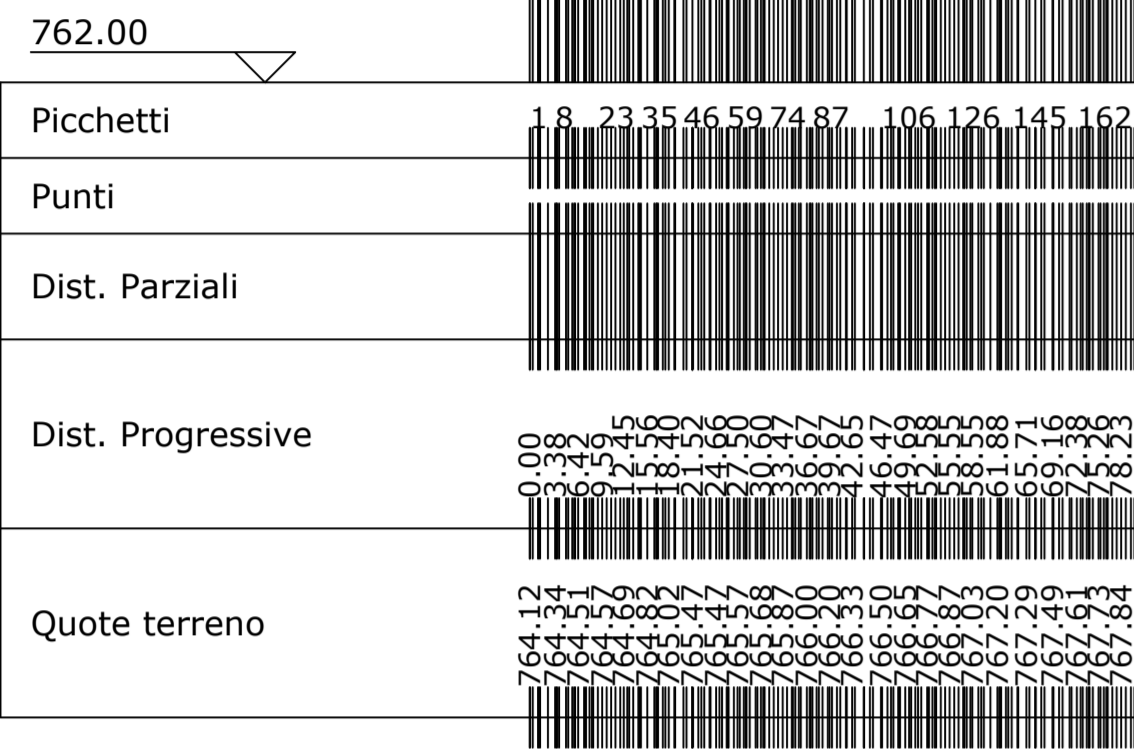 762.00
Picchetti 1 8 23 35 46 59 74 87 106 126 145 162
Punti
Dist. Parziali
Dist. Progressive 0.00 3.38 6.42 9.59 12.45 15.56 18.40 21.52 24.66 27.50 30.60 33.47 36.67 39.67 42.65 46.47 49.69 52.58 55.55 58.55 61.88 65.71 69.16 72.38 75.26 78.23
Quote terreno 764.12 764.34 764.51 764.57 764.69 764.82 765.02 765.47 765.47 765.57 765.68 765.87 766.00 766.20 766.33 766.50 766.65 766.77 766.87 767.03 767.20 767.29 767.49 767.61 767.73 767.84